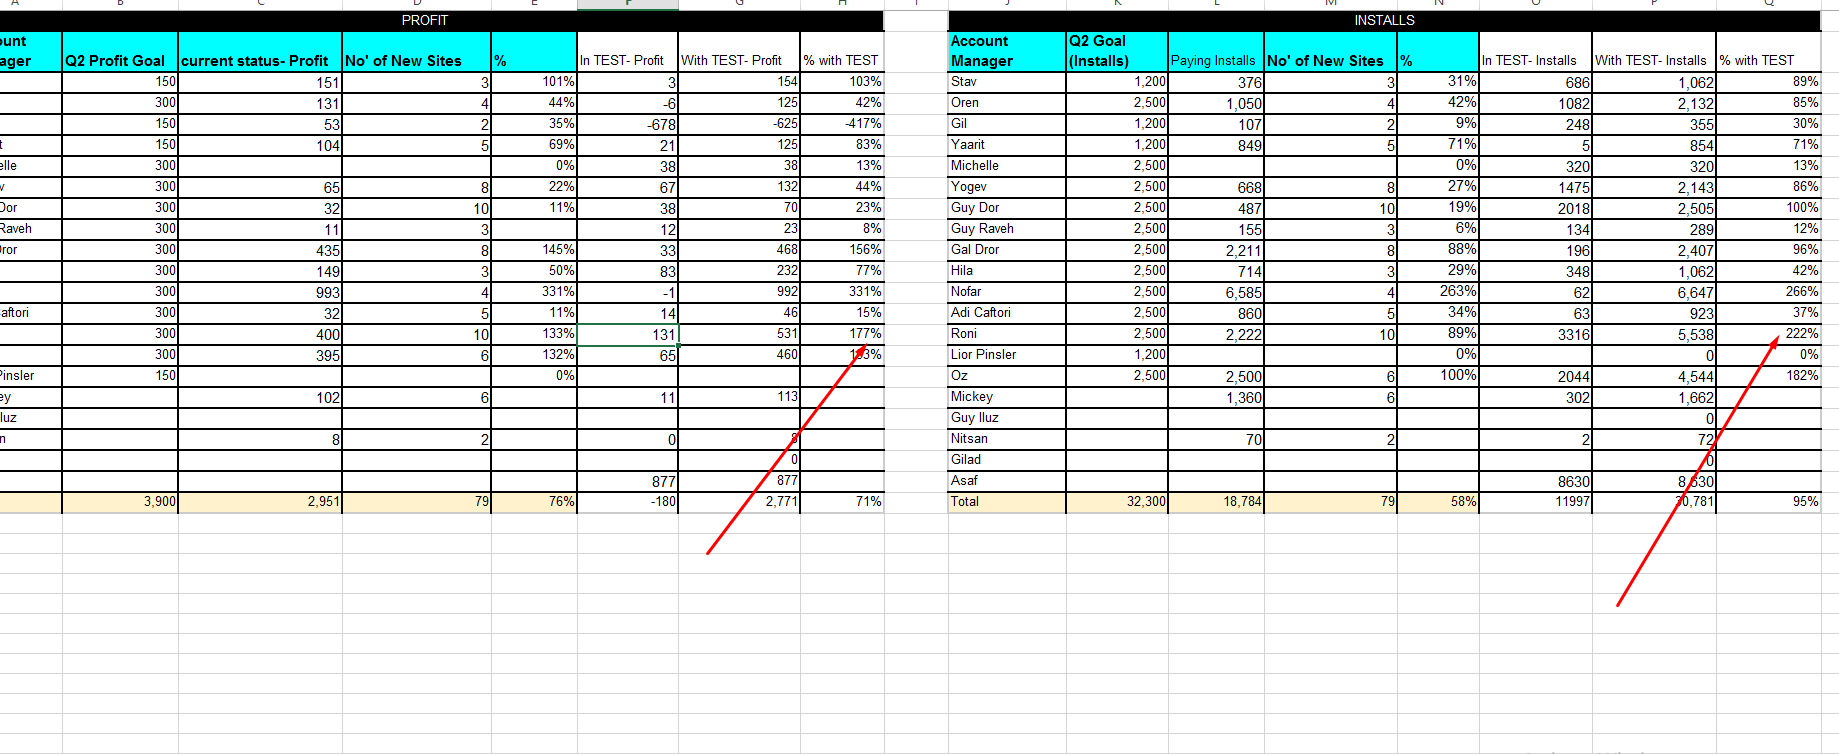 A B C D E F G H I J K L M N O P Q
PROFIT INSTALLS
ount Account Q2 Goal
ager Q2 Profit Goal current status- Profit No' of New Sites % In TEST- Profit With TEST- Profit % with TEST Manager (Installs) Paying Installs No' of New Sites % In TEST- Installs With TEST- Installs % with TEST
150 151 3 101% 3 154 103% Stav 1,200 376 3 31% 686 1,062 89%
300 131 4 44% -6 125 42% Oren 2,500 1,050 4 42% 1082 2,132 85%
150 53 2 35% -678 -625 -417% Gil 1,200 107 2 9% 248 355 30%
t 150 104 5 69% 21 125 83% Yaarit 1,200 849 5 71% 5 854 71%
elle 300 0% 38 38 13% Michelle 2,500 0% 320 320 13%
v 300 65 8 22% 67 132 44% Yogev 2,500 668 8 27% 1475 2,143 86%
Dor 300 32 10 11% 38 70 23% Guy Dor 2,500 487 10 19% 2018 2,505 100%
Raveh 300 11 3 12 23 8% Guy Raveh 2,500 155 3 6% 134 289 12%
ror 300 435 8 145% 33 468 156% Gal Dror 2,500 2,211 8 88% 196 2,407 96%
300 149 3 50% 83 232 77% Hila 2,500 714 3 29% 348 1,062 42%
300 993 4 331% -1 992 331% Nofar 2,500 6,585 4 263% 62 6,647 266%
aftori 300 32 5 11% 14 46 15% Adi Caftori 2,500 860 5 34% 63 923 37%
300 400 10 133% 131 531 177% Roni 2,500 2,222 10 89% 3316 5,538 222%
300 395 6 132% 65 460 153% Lior Pinsler 1,200 0% 0 0%
Pinsler 150 0% Oz 2,500 2,500 6 100% 2044 4,544 182%
ey 102 6 11 113 Mickey 1,360 6 302 1,662
luz Guy Iluz 0
n 8 2 0 8 Nitsan 70 2 2 72
0 Gilad 0
877 877 Asaf 8630 8,630
3,900 2,951 79 76% -180 2,771 71% Total 32,300 18,784 79 58% 11997 30,781 95%